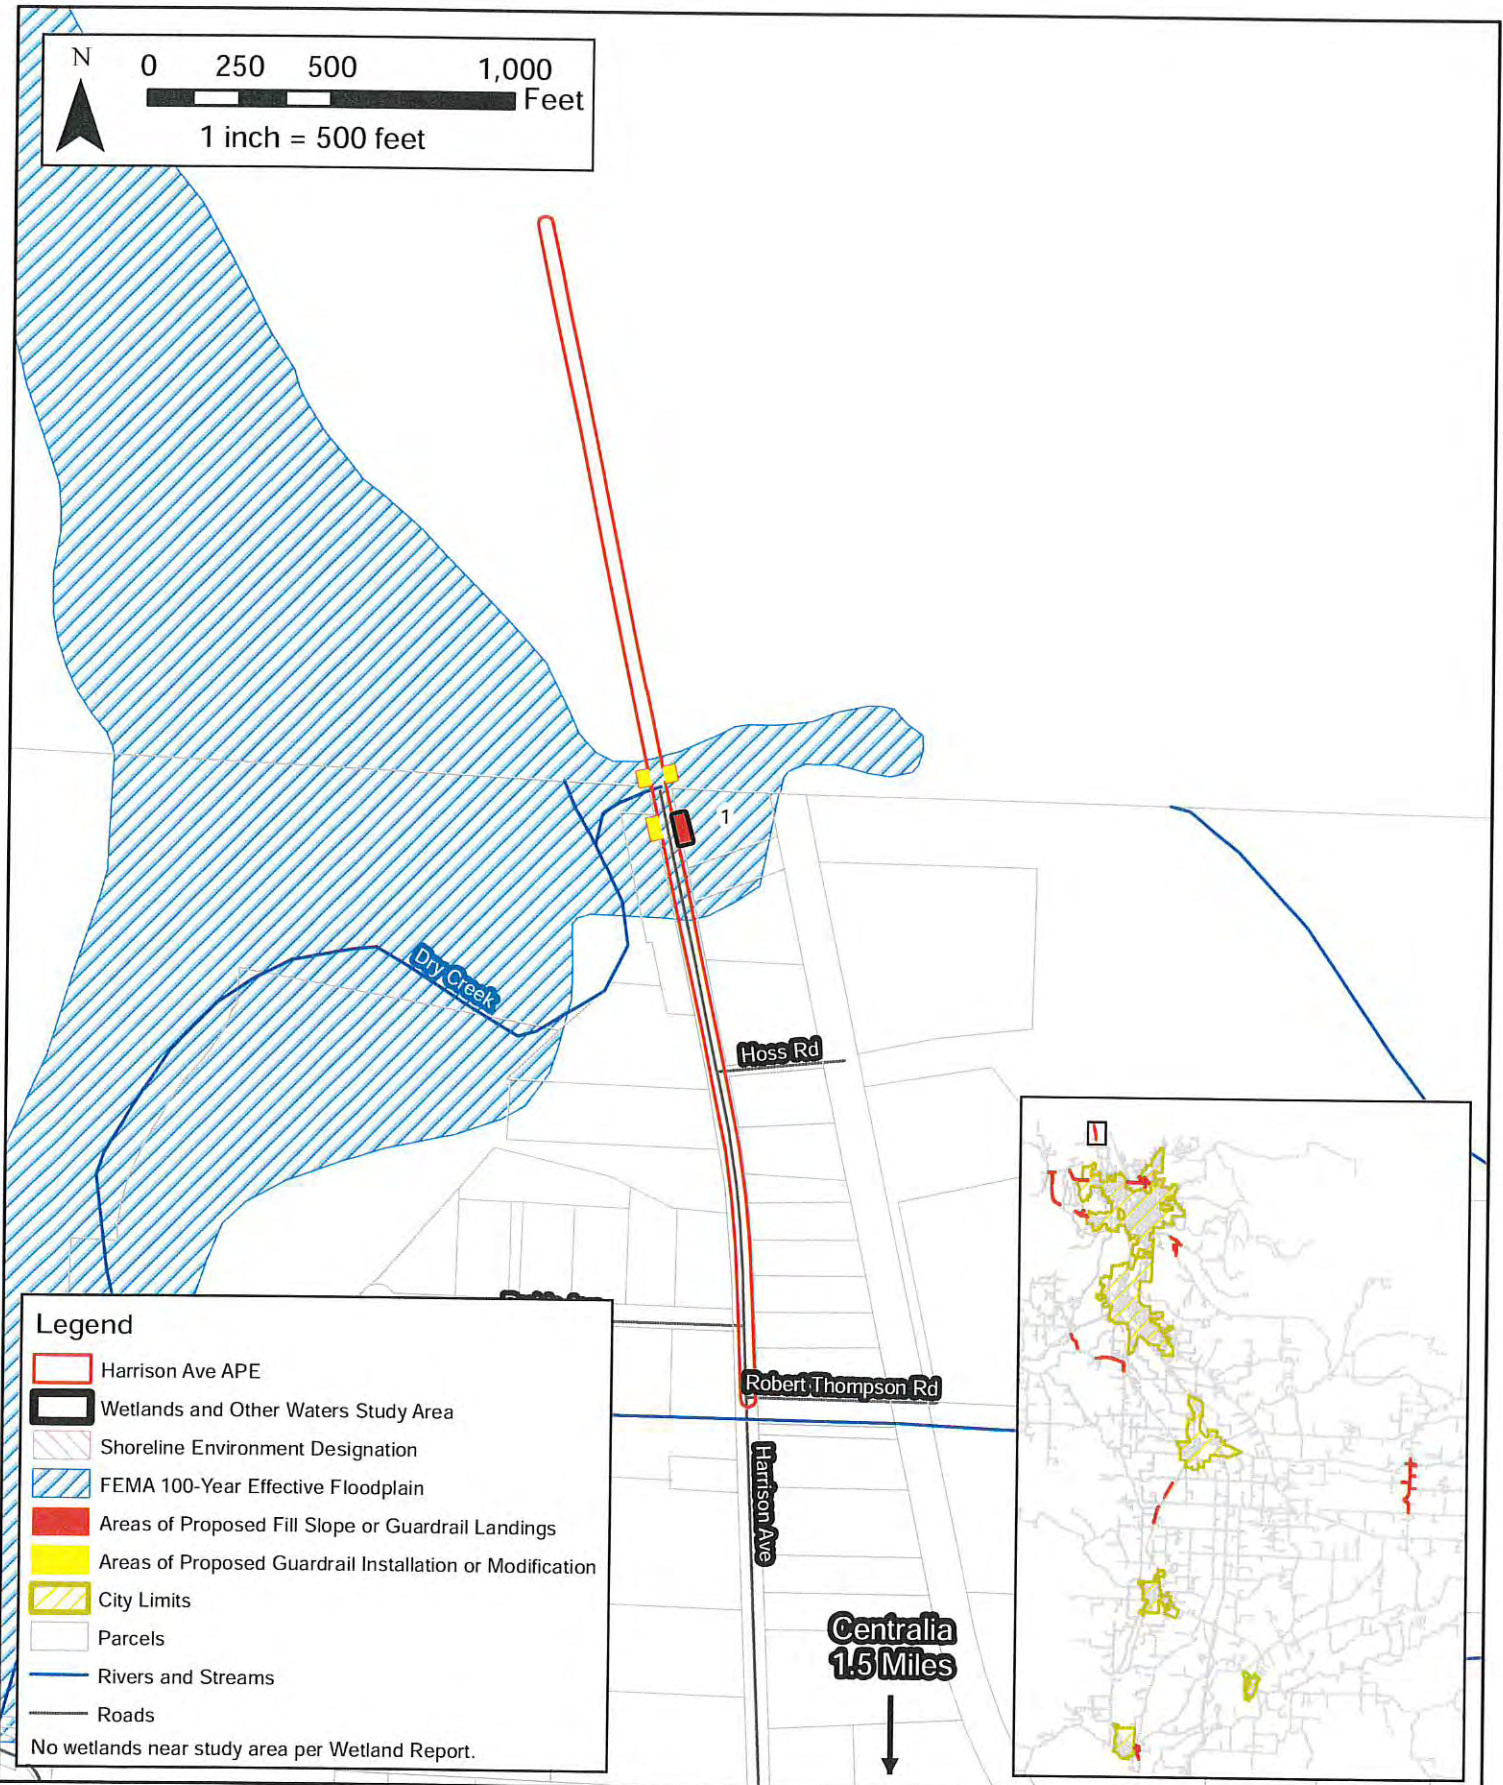 N
0 250 500 1,000
Feet
1 inch = 500 feet
1
Dry Creek
Hoss Rd
Robert Thompson Rd
Harrison Ave
Centralia
1.5 Miles
Legend
Harrison Ave APE
Wetlands and Other Waters Study Area
Shoreline Environment Designation
FEMA 100-Year Effective Floodplain
Areas of Proposed Fill Slope or Guardrail Landings
Areas of Proposed Guardrail Installation or Modification
City Limits
Parcels
Rivers and Streams
Roads
No wetlands near study area per Wetland Report.